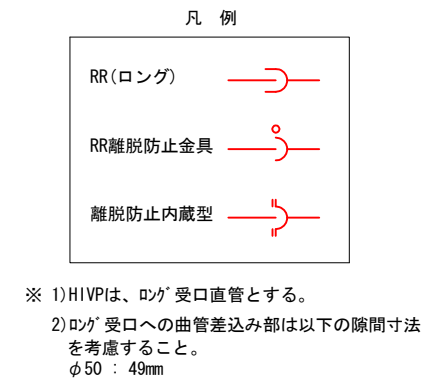 凡 例
RR(ロング)
RR離脱防止金具
離脱防止内蔵型
※ 1)HIVPは、ﾛﾝｸﾞ受口直管とする。
2)ﾛﾝｸﾞ受口への曲管差込み部は以下の隙間寸法
を考慮すること。
φ50 : 49mm